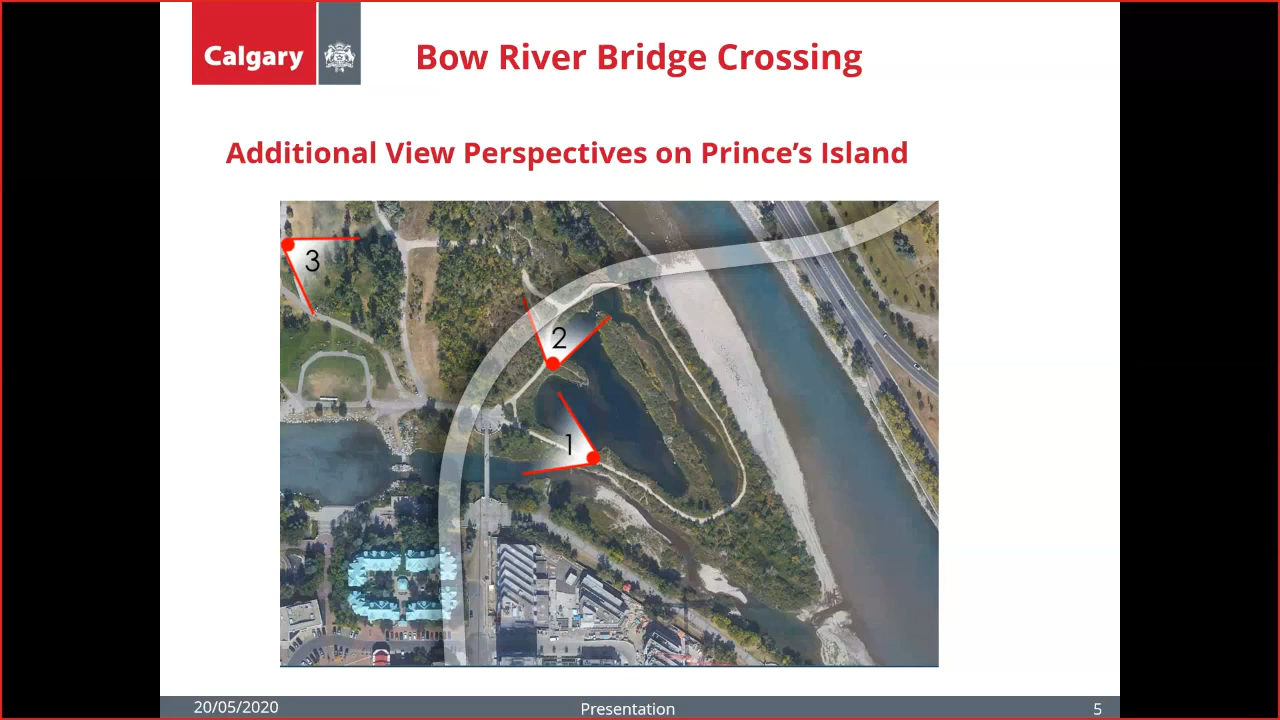 Calgary
Bow River Bridge Crossing
Additional View Perspectives on Prince's Island
3
2
1
20/05/2020
Presentation
5